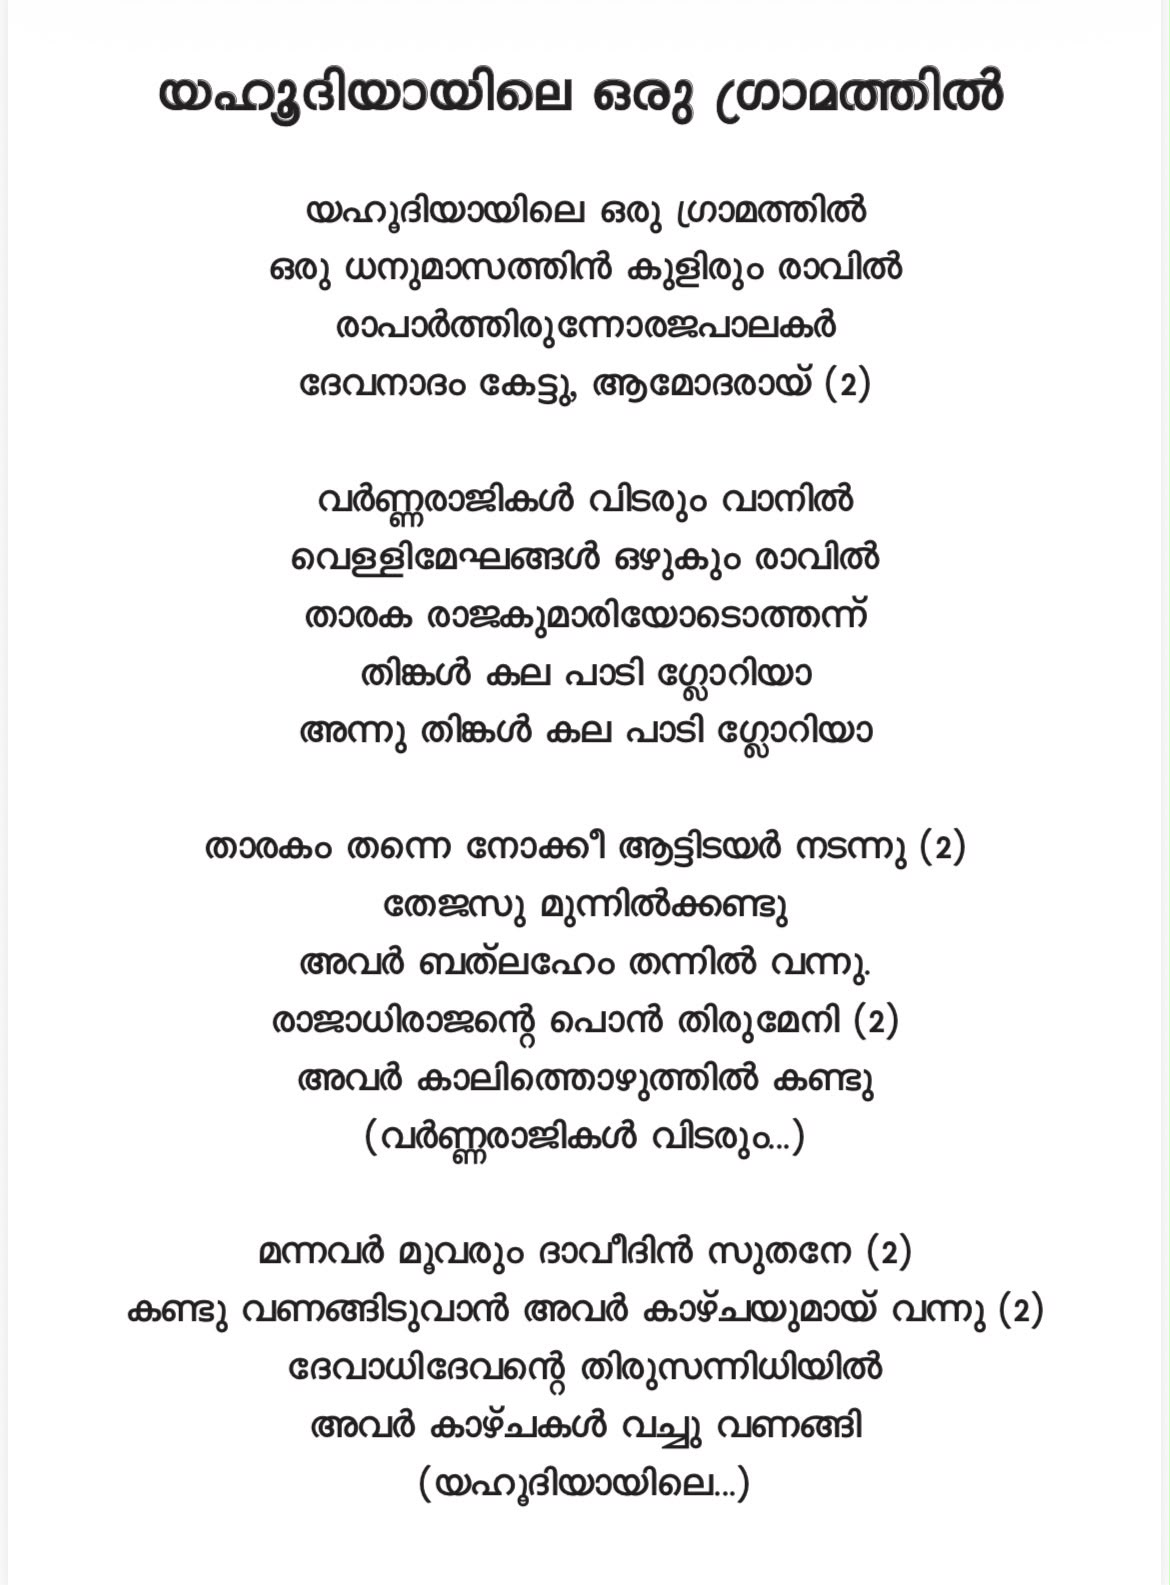 യഹൂദിയായിലെ ഒരു ഗ്രാമത്തിൽ
യഹൂദിയായിലെ ഒരു ഗ്രാമത്തിൽ
ഒരു ധനുമാസത്തിൻ കുളിരും രാവിൽ
രാപാർത്തിരുന്നോരജപാലകർ
ദേവനാദം കേട്ടു, ആമോദരായ് (2)
വർണ്ണരാജികൾ വിടരും വാനിൽ
വെള്ളിമേഘങ്ങൾ ഒഴുകും രാവിൽ
താരക രാജകുമാരിയോടൊത്തന്ന്
തിങ്കൾ കല പാടി ഗ്ലോറിയാ
അന്നു തിങ്കൾ കല പാടി ഗ്ലോറിയാ
താരകം തന്നെ നോക്കീ ആട്ടിടയർ നടന്നു (2)
തേജസു മുന്നിൽക്കണ്ടു
അവർ ബത്‌ലഹേം തന്നിൽ വന്നു.
രാജാധിരാജന്റെ പൊൻ തിരുമേനി (2)
അവർ കാലിത്തൊഴുത്തിൽ കണ്ടു
(വർണ്ണരാജികൾ വിടരും...)
മന്നവർ മൂവരും ദാവീദിൻ സുതനേ (2)
കണ്ടു വണങ്ങിടുവാൻ അവർ കാഴ്ചയുമായ് വന്നു (2)
ദേവാധിദേവന്റെ തിരുസന്നിധിയിൽ
അവർ കാഴ്ചകൾ വച്ചു വണങ്ങി
(യഹൂദിയായിലെ...)